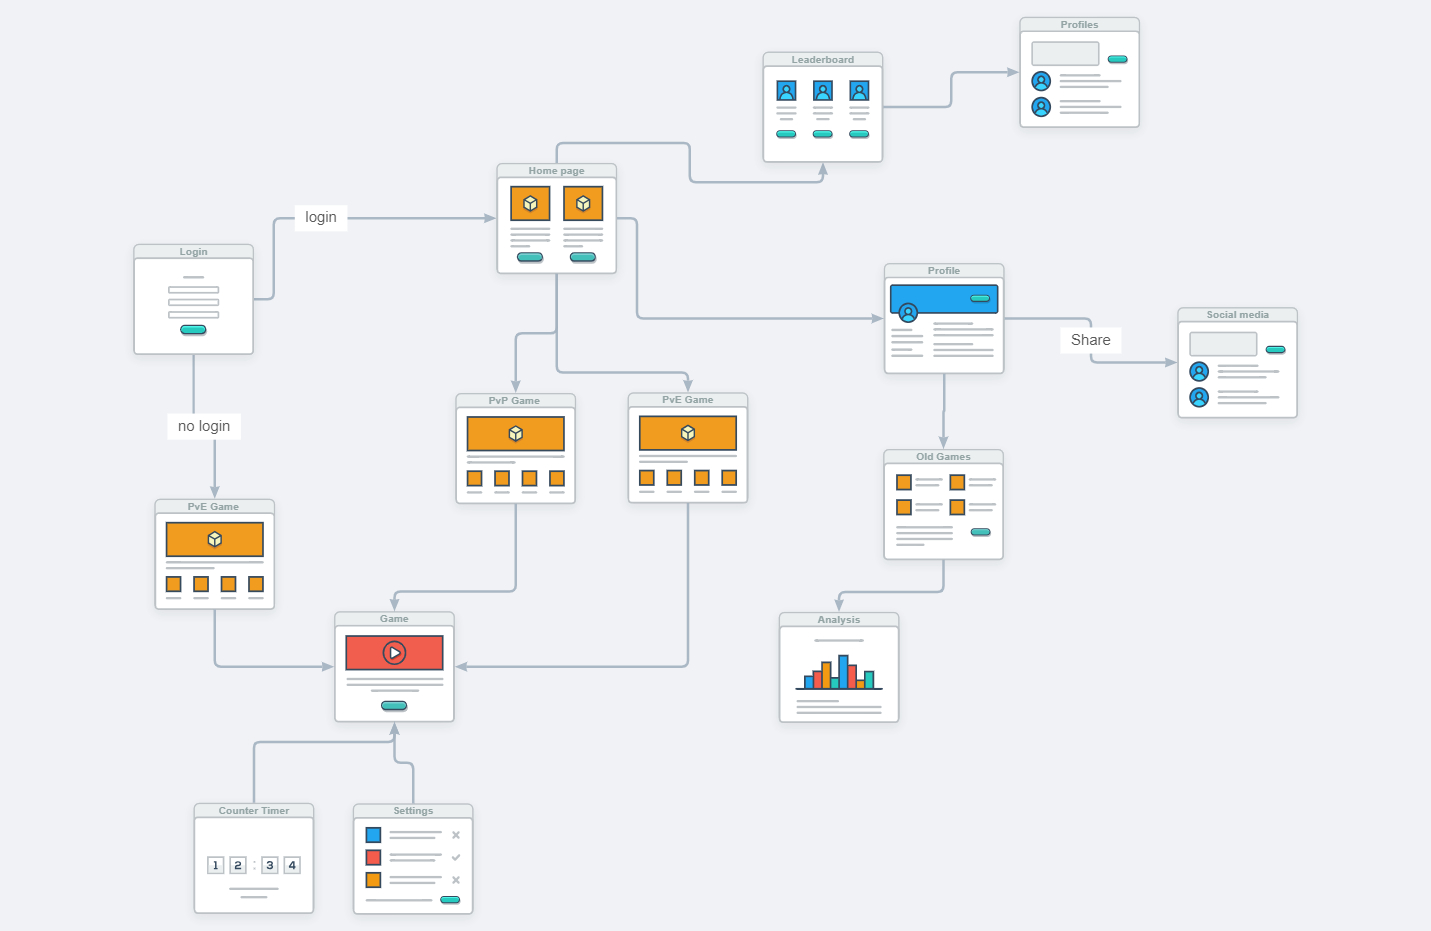 Profiles
Leaderboard
Home page
login
Login
Profile
Social media
Share
PvP Game
PvE Game
no login
Old Games
PvE Game
Game
Analysis
Counter Timer
Settings
1 2 : 3 4